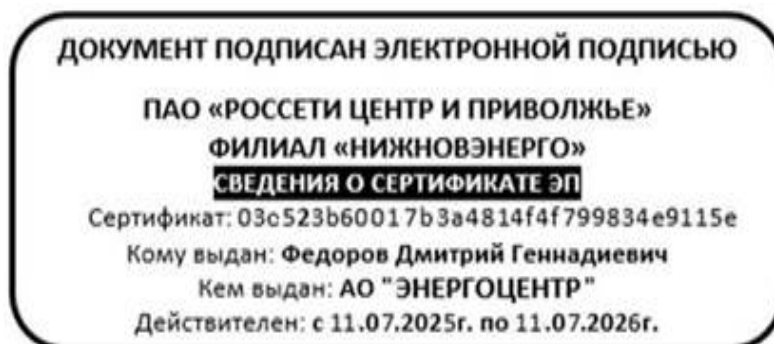 ДОКУМЕНТ ПОДПИСАН ЭЛЕКТРОННОЙ ПОДПИСЬЮ
ПАО «РОССЕТИ ЦЕНТР И ПРИВОЛЖЬЕ»
ФИЛИАЛ «НИЖНОВЭНЕРГО»
СВЕДЕНИЯ О СЕРТИФИКАТЕ ЭП
Сертификат: 03c523b60017b3a4814f4f799834e9115e
Кому выдан: Федоров Дмитрий Геннадиевич
Кем выдан: АО "ЭНЕРГОЦЕНТР"
Действителен: с 11.07.2025г. по 11.07.2026г.